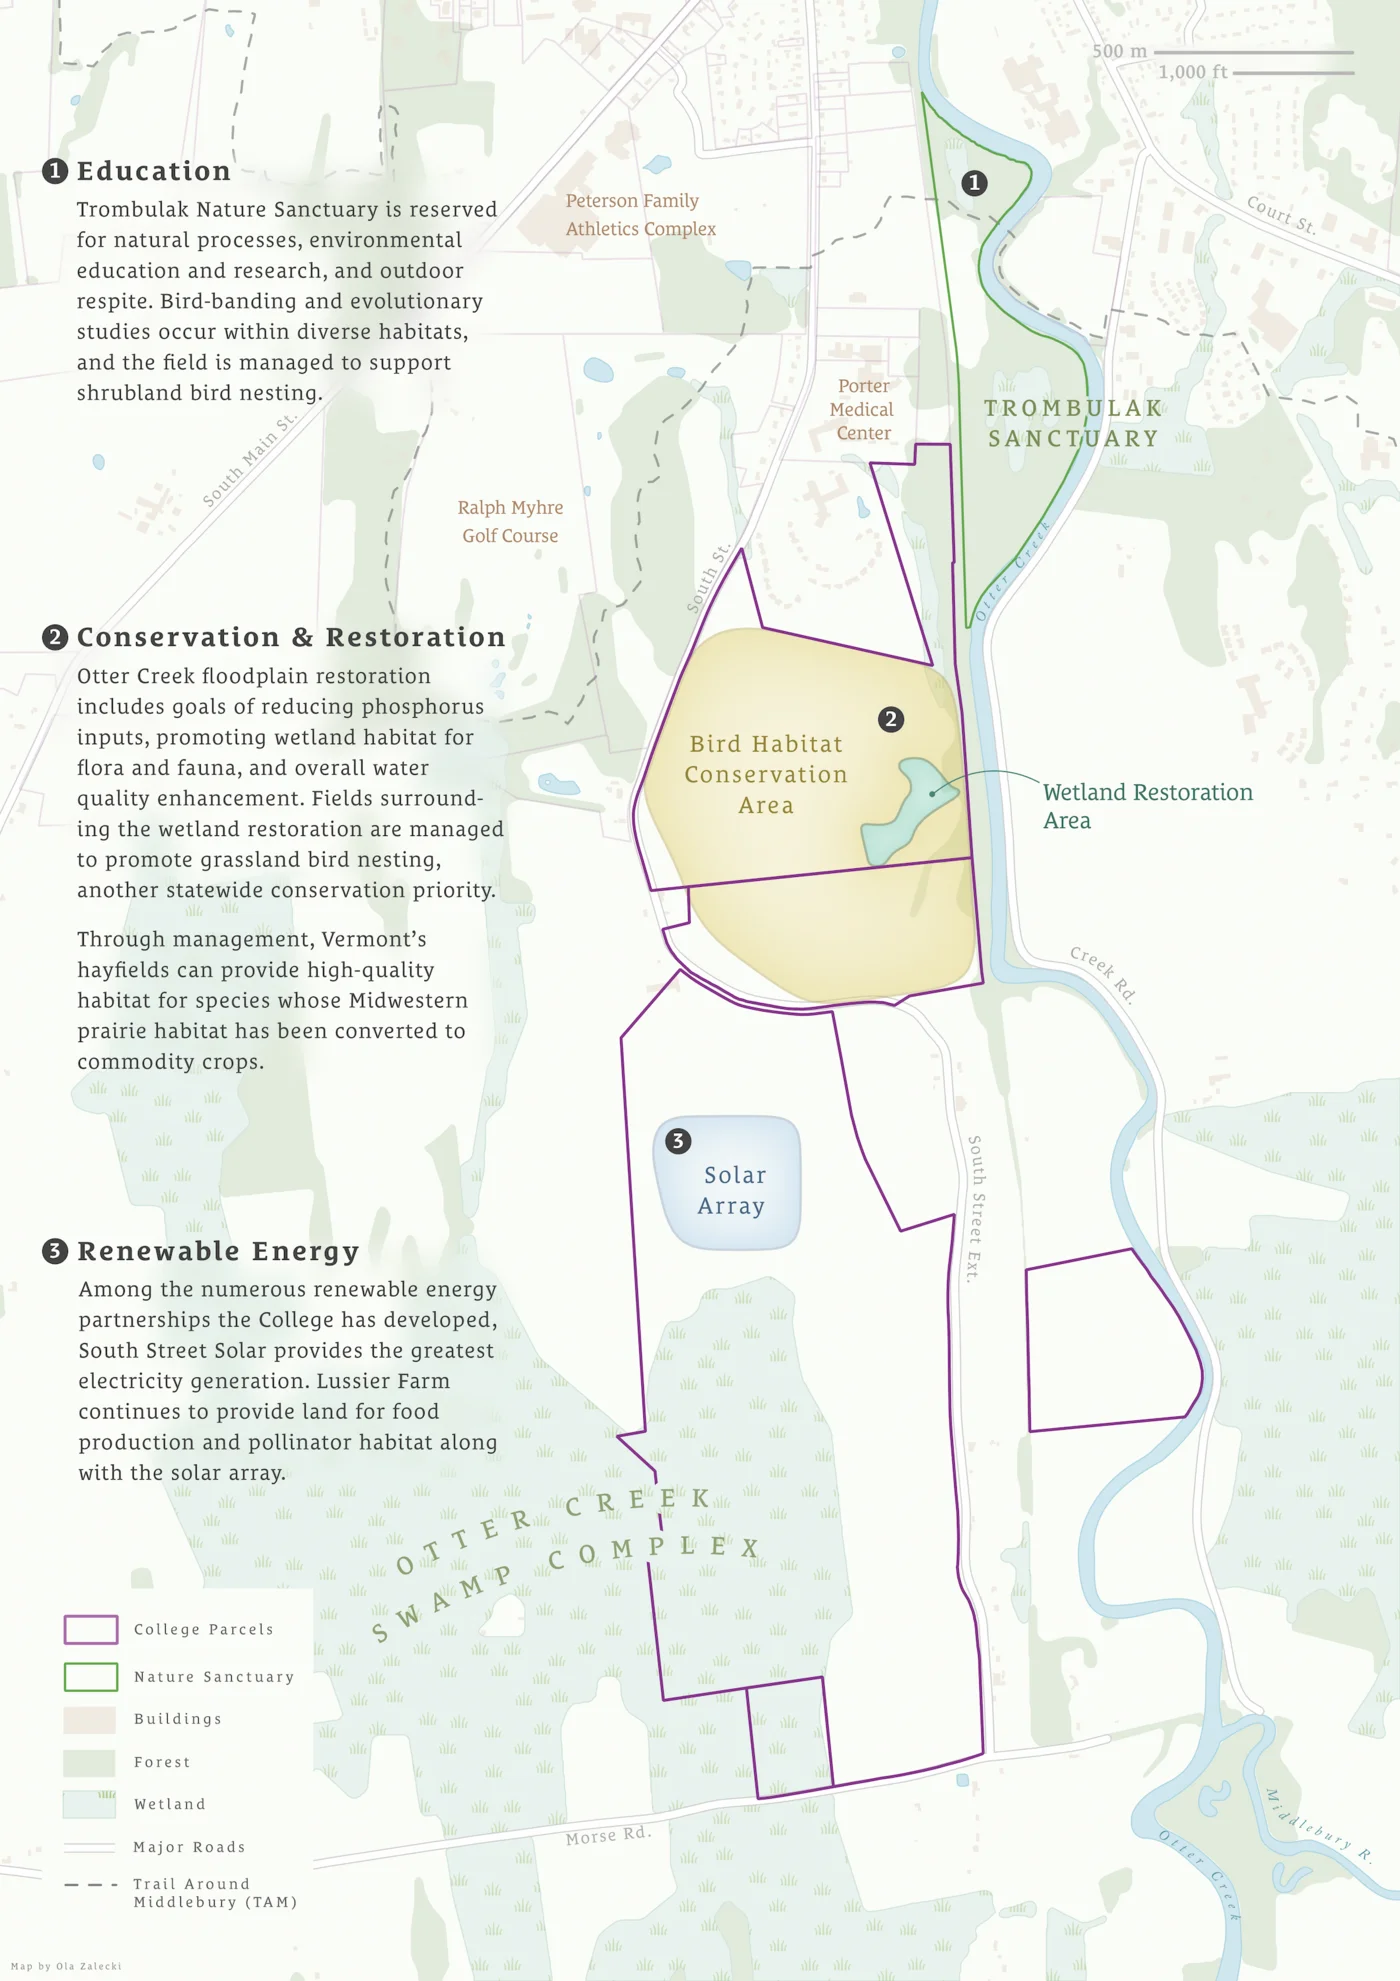 500 m
1,000 ft
1 Education
Trombulak Nature Sanctuary is reserved
for natural processes, environmental
education and research, and outdoor
respite. Bird-banding and evolutionary
studies occur within diverse habitats,
and the field is managed to support
shrubland bird nesting.
Peterson Family
Athletics Complex
1
Court St.
Porter
Medical
Center
TROMBULAK
SANCTUARY
South Main St.
Ralph Myhre
Golf Course
South St.
Otter Creek
2 Conservation & Restoration
Otter Creek floodplain restoration
includes goals of reducing phosphorus
inputs, promoting wetland habitat for
flora and fauna, and overall water
quality enhancement. Fields surround-
ing the wetland restoration are managed
to promote grassland bird nesting,
another statewide conservation priority.
Through management, Vermont's
hayfields can provide high-quality
habitat for species whose Midwestern
prairie habitat has been converted to
commodity crops.
2
Bird Habitat
Conservation
Area
Wetland Restoration
Area
Creek Rd.
3
Solar
Array
South Street Ext.
3 Renewable Energy
Among the numerous renewable energy
partnerships the College has developed,
South Street Solar provides the greatest
electricity generation. Lussier Farm
continues to provide land for food
production and pollinator habitat along
with the solar array.
OTTER CREEK
SWAMP COMPLEX
College Parcels
Nature Sanctuary
Buildings
Forest
Wetland
Major Roads
Trail Around
Middlebury (TAM)
Morse Rd.
Middlebury R.
Otter Creek
Map by Ola Zalecki